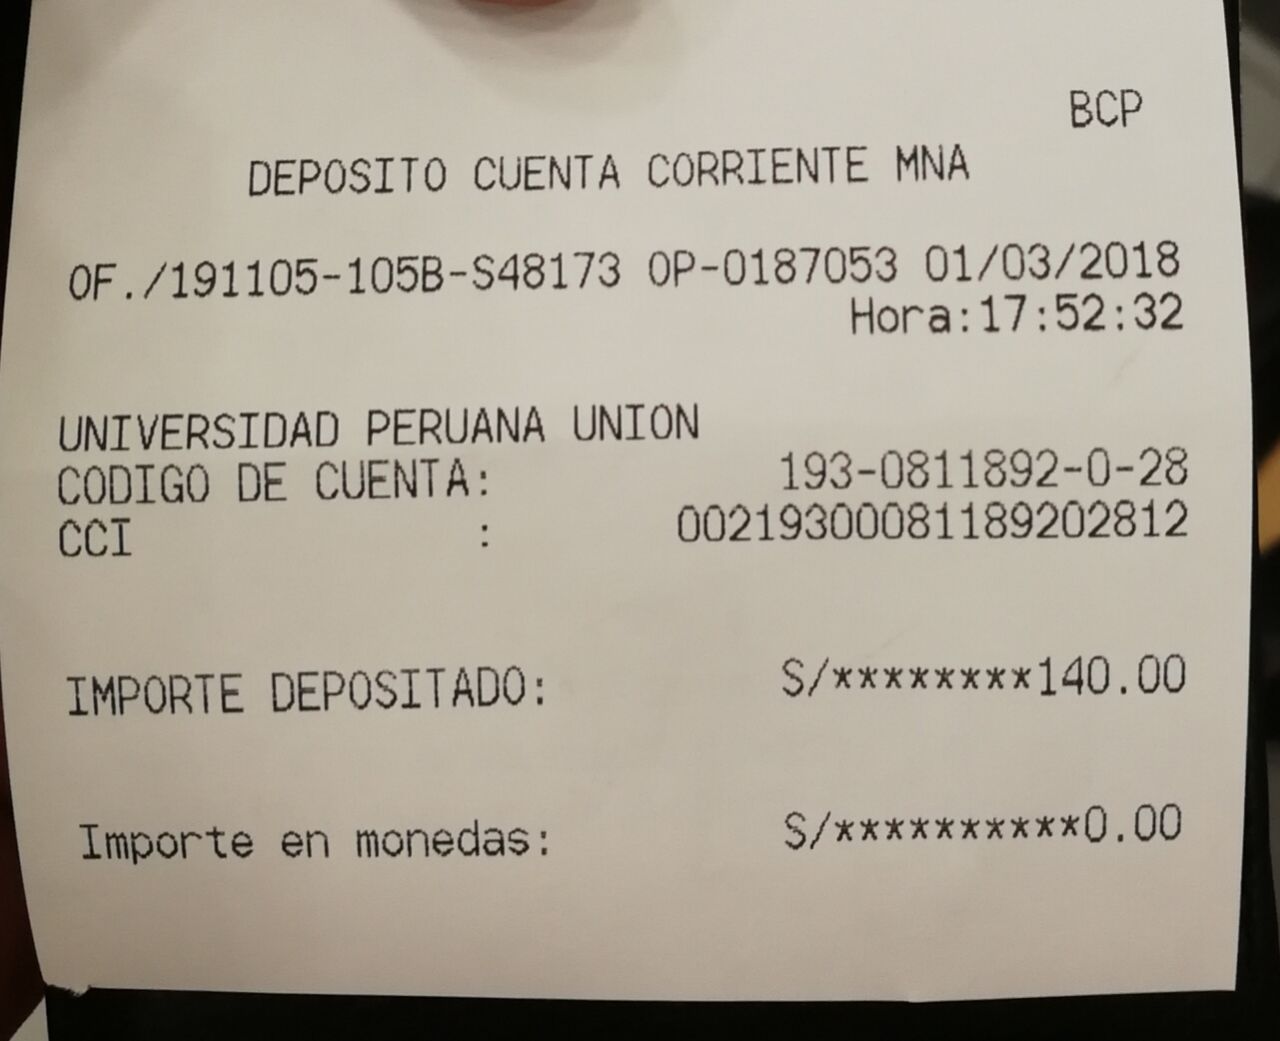 BCP
DEPOSITO CUENTA CORRIENTE MNA
OF./191105-105B-S48173 OP-0187053 01/03/2018
Hora:17:52:32
UNIVERSIDAD PERUANA UNION
CODIGO DE CUENTA: 193-0811892-0-28
CCI : 00219300081189202812
IMPORTE DEPOSITADO: S/********140.00
Importe en monedas: S/**********0.00